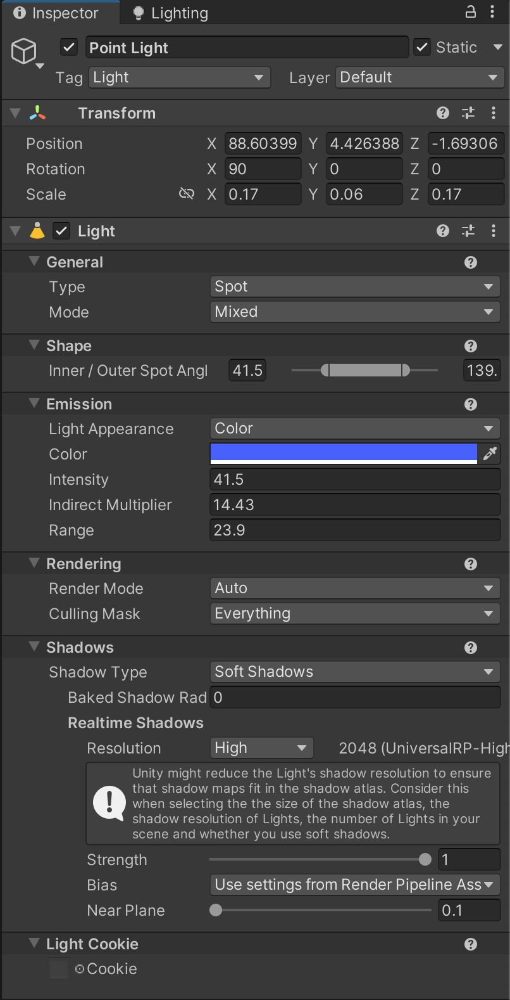 Inspector Lighting
Point Light Static
Tag Light Layer Default
Transform
Position X 88.60399 Y 4.426388 Z -1.69306
Rotation X 90 Y 0 Z 0
Scale X 0.17 Y 0.06 Z 0.17
Light
General
Type Spot
Mode Mixed
Shape
Inner / Outer Spot Angl 41.5 139.
Emission
Light Appearance Color
Color
Intensity 41.5
Indirect Multiplier 14.43
Range 23.9
Rendering
Render Mode Auto
Culling Mask Everything
Shadows
Shadow Type Soft Shadows
Baked Shadow Rad 0
Realtime Shadows
Resolution High 2048 (UniversalRP-High
Unity might reduce the Light's shadow resolution to ensure
that shadow maps fit in the shadow atlas. Consider this
when selecting the the size of the shadow atlas, the
shadow resolution of Lights, the number of Lights in your
scene and whether you use soft shadows.
Strength 1
Bias Use settings from Render Pipeline Ass
Near Plane 0.1
Light Cookie
Cookie